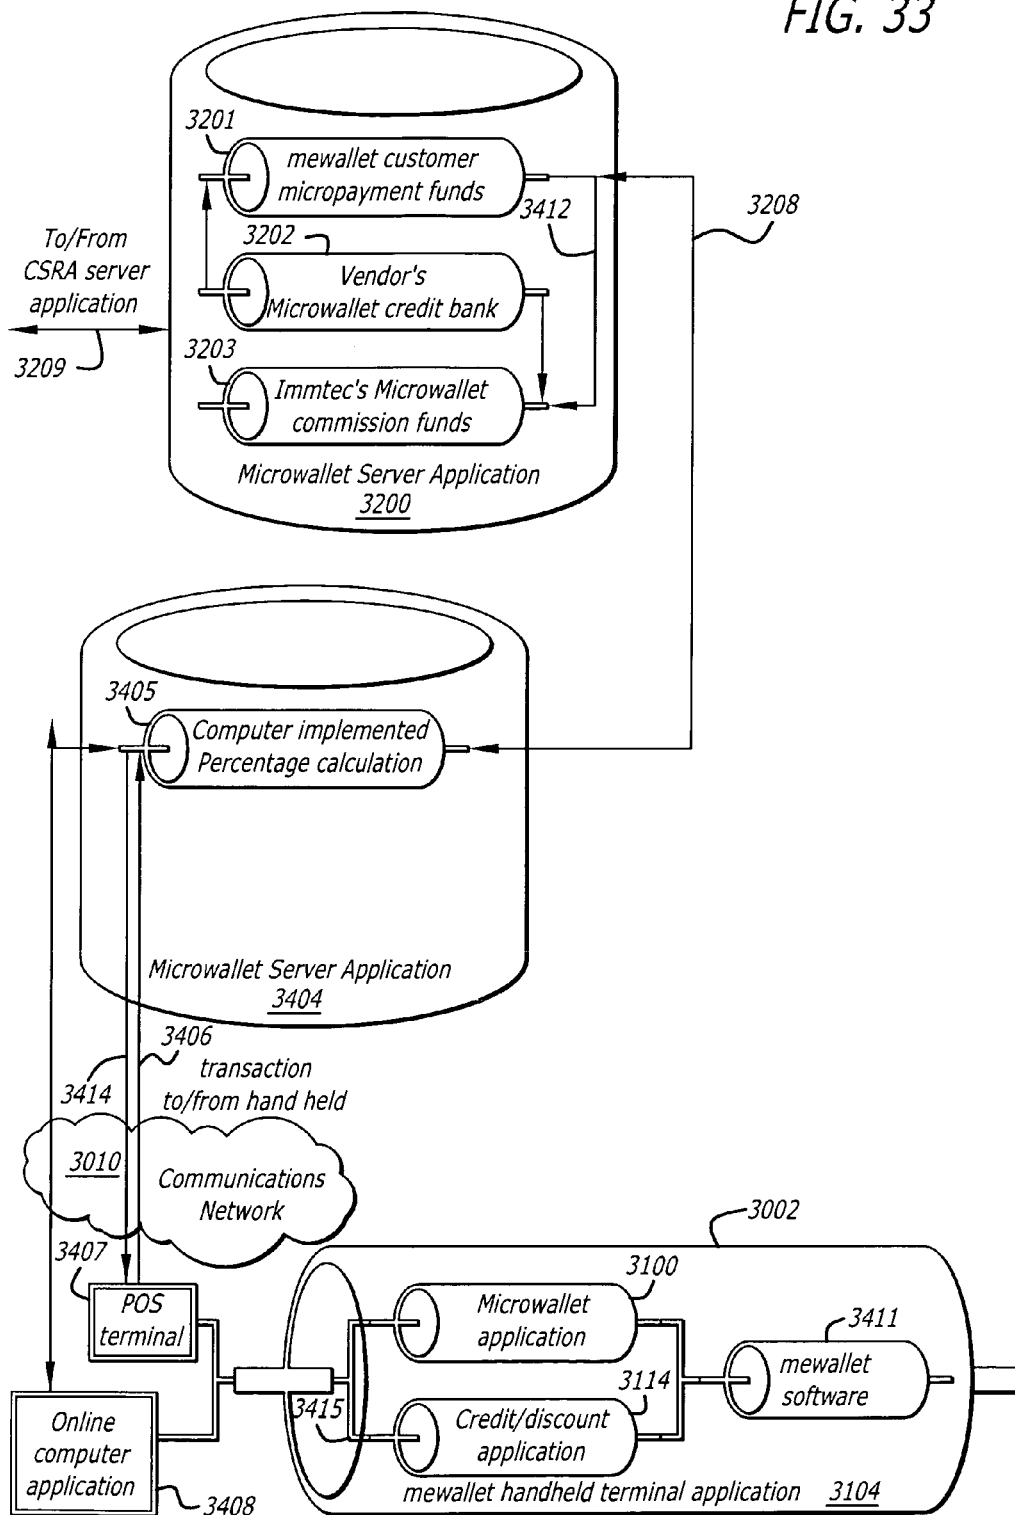 FIG. 33
3201
mewallet customer
micropayment funds
3412
3208
3202
To/From
CSRA server
application
Vendor's
Microwallet credit bank
3209
3203
Immtec's Microwallet
commission funds
Microwallet Server Application
3200
3405
Computer implemented
Percentage calculation
Microwallet Server Application
3404
3406
3414
transaction
to/from hand held
3010
Communications
Network
3002
3407
POS
terminal
3100
Microwallet
application
3411
mewallet
software
3114
3415
Credit/discount
application
Online
computer
application
3408
mewallet handheld terminal application 3104